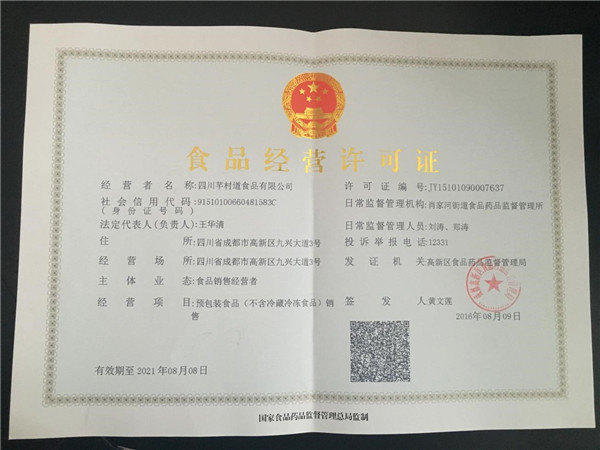 食品经营许可证
经营者名称:四川芊村道食品有限公司
社会信用代码:91510100660481583C
(身份证号码)
法定代表人(负责人):王华清
住所:四川省成都市高新区九兴大道3号
经营场所:四川省成都市高新区九兴大道3号
主体业态:食品销售经营者
经营项目:预包装食品(不含冷藏冷冻食品)销
售
有效期至 2021年08月08日
许可证编号:JY15101090007637
日常监督管理机构:肖家河街道食品药品监督管理所
日常监督管理人员:刘涛、郑涛
投诉举报电话:12331
发证机关:高新区食品药品监督管理局
签发人:黄文莲
2016年08月09日
国家食品药品监督管理总局监制